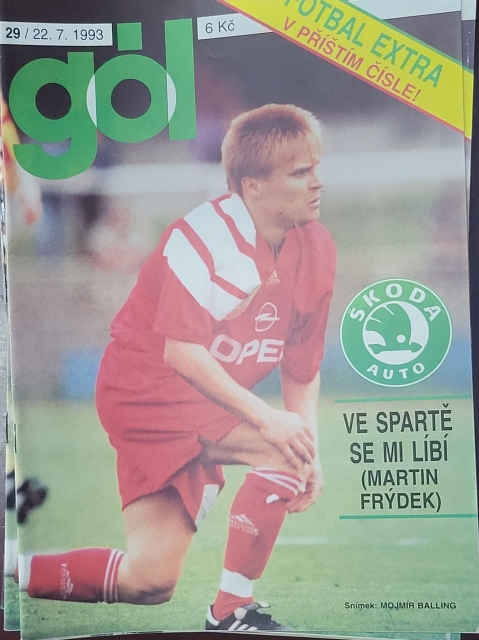 29 / 22. 7. 1993
6 Kč
gól
FOTBAL EXTRA
V PŘÍŠTÍM ČÍSLE!
adidas
OPEL
ŠKODA
AUTO
VE SPARTĚ
SE MI LÍBÍ
(MARTIN
FRÝDEK)
Snímek: MOJMÍR BALLING